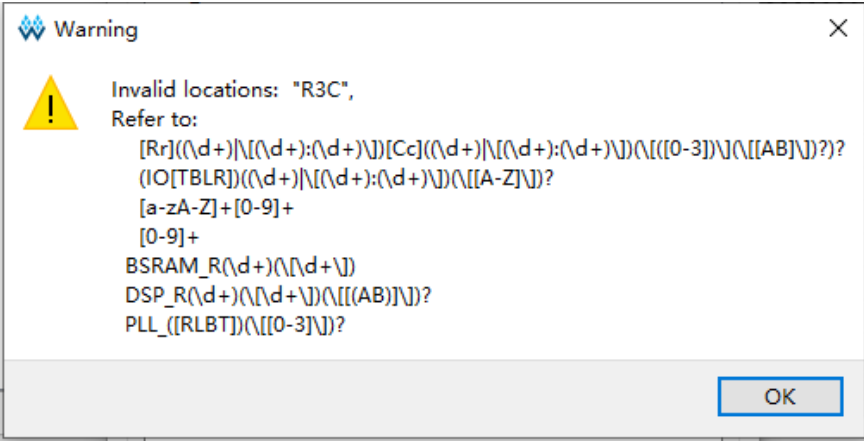 Warning
Invalid locations: "R3C",
Refer to:
[Rr]((\d+)|\[(\d+):(\d+)\])[Cc]((\d+)|\[(\d+):(\d+)\])(\[([0-3])\](\[[AB]\])?)?
(IO[TBLR])((\d+)|\[(\d+):(\d+)\])(\[[A-Z]\])?
[a-zA-Z]+[0-9]+
[0-9]+
BSRAM_R(\d+)(\[\d+\])
DSP_R(\d+)(\[\d+\])(\[[(AB)]\])?
PLL_([RLBT])(\[[0-3]\])?
OK